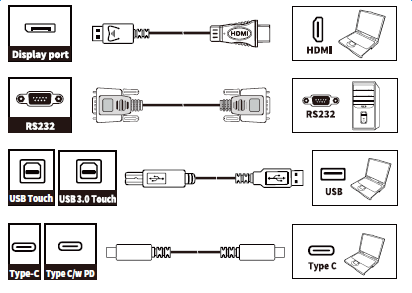 HDMI
Display port
HDMI
RS232
RS232
USB Touch
USB 3.0 Touch
USB
Type-C
Type C/w PD
Type C